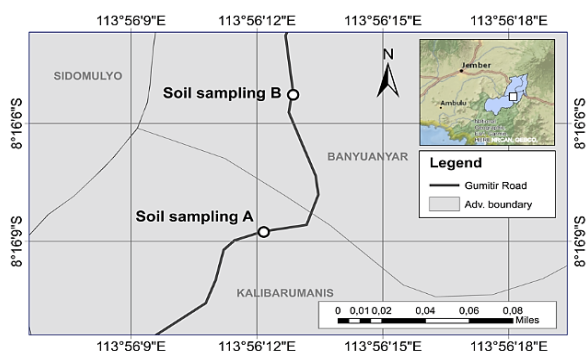 113°56'9"E 113°56'12"E 113°56'15"E 113°56'18"E
N
Jember
Ambulu
SIDOMULYO
Soil sampling B
8°16'6"S
8°16'6"S
BANYUANYAR
Legend
Gumitir Road
Adv. boundary
Soil sampling A
8°16'9"S
8°16'9"S
KALIBARUMANIS
0 0,01 0,02 0,04 0,06 0,08
Miles
113°56'9"E 113°56'12"E 113°56'15"E 113°56'18"E